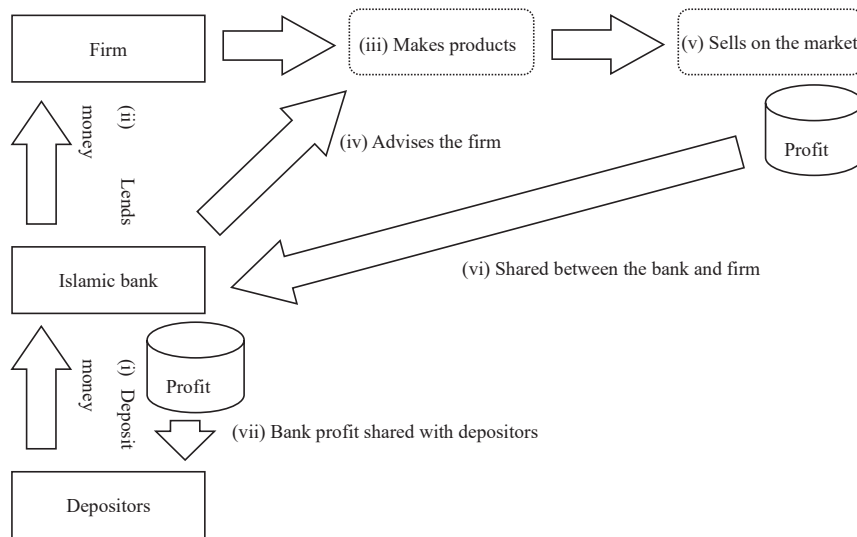 Firm
(iii) Makes products
(v) Sells on the market
(ii) Lends
money
(iv) Advises the firm
Profit
Islamic bank
(vi) Shared between the bank and firm
(i) Deposit
money
Profit
(vii) Bank profit shared with depositors
Depositors